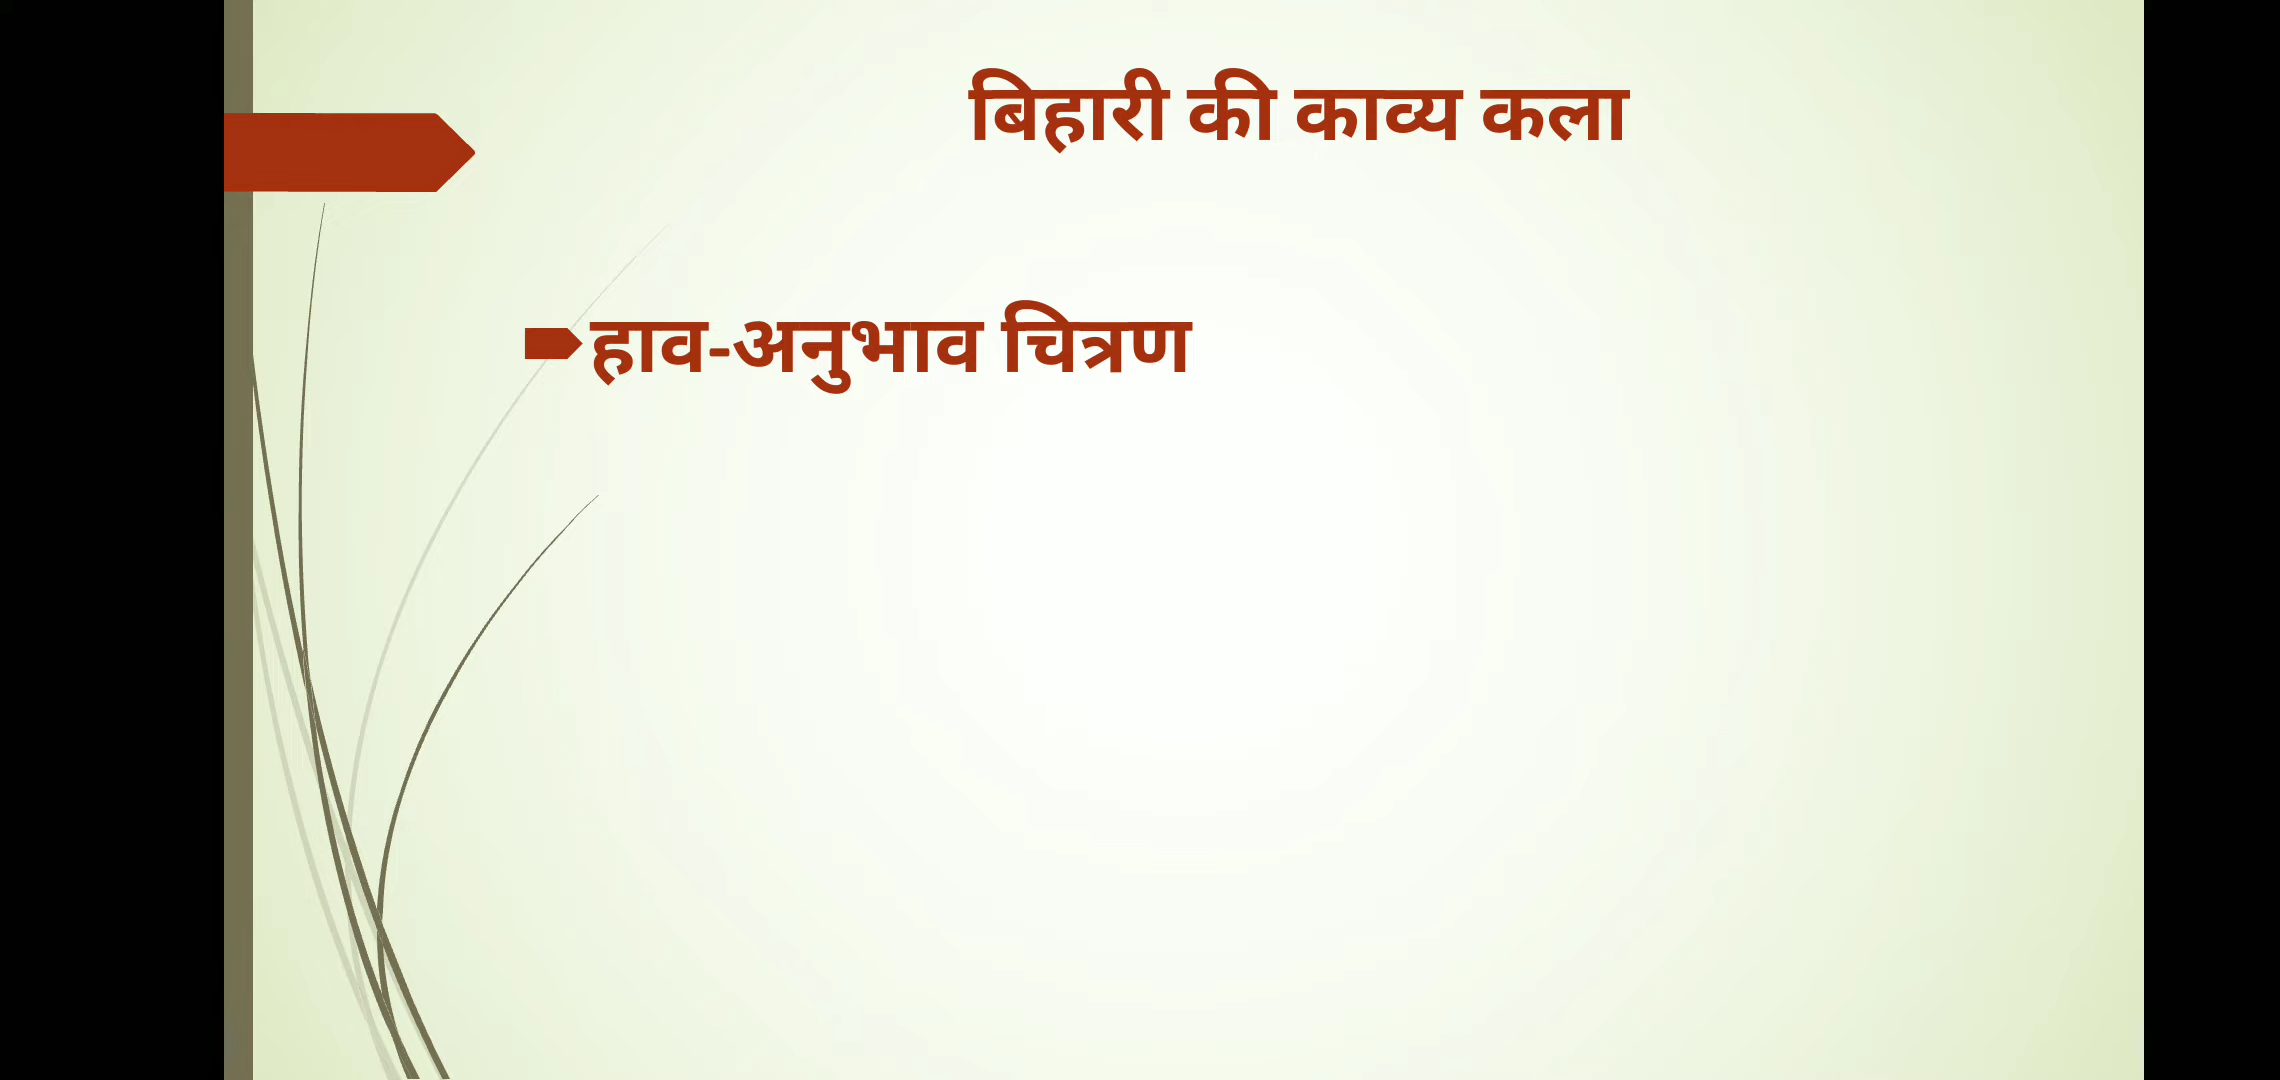 बिहारी की काव्य कला
हाव-अनुभाव चित्रण